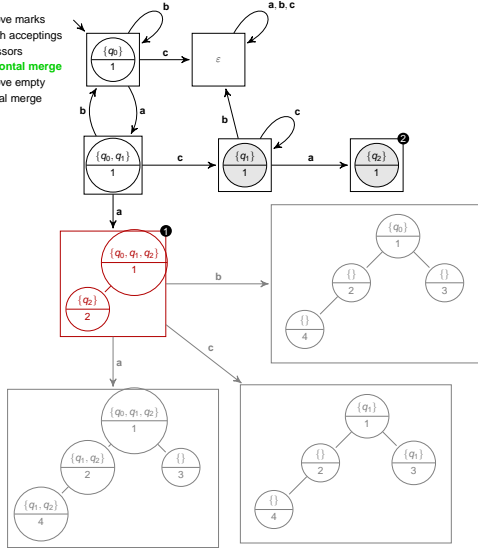 ve marks
h acceptings
ssors
ontal merge
ve empty
al merge
b
a, b, c
{q0}
1
c
ε
b
a
b
c
{q0, q1}
1
c
{q1}
1
a
2
{q2}
1
a
1
{q0, q1, q2}
1
{q2}
2
b
{q0}
1
{}
2
{}
3
{}
4
a
c
{q0, q1, q2}
1
{q1, q2}
2
{}
3
{q1, q2}
4
{q1}
1
{}
2
{q1}
3
{}
4